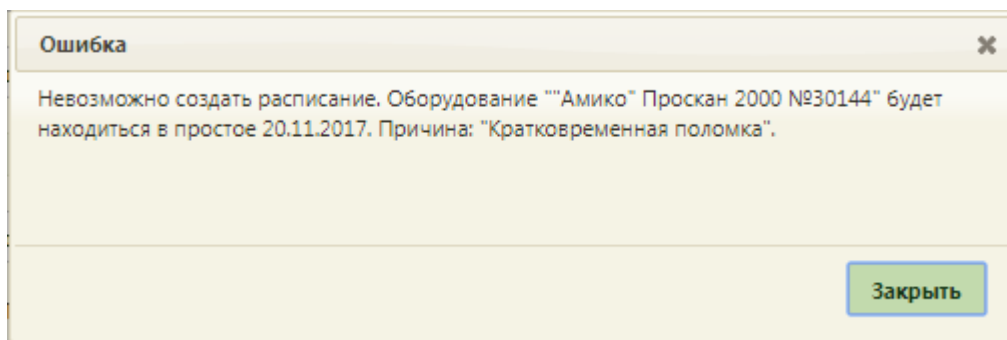 Ошибка
Невозможно создать расписание. Оборудование ""Амико" Проскан 2000 №30144" будет
находиться в простое 20.11.2017. Причина: "Кратковременная поломка".
Закрыть